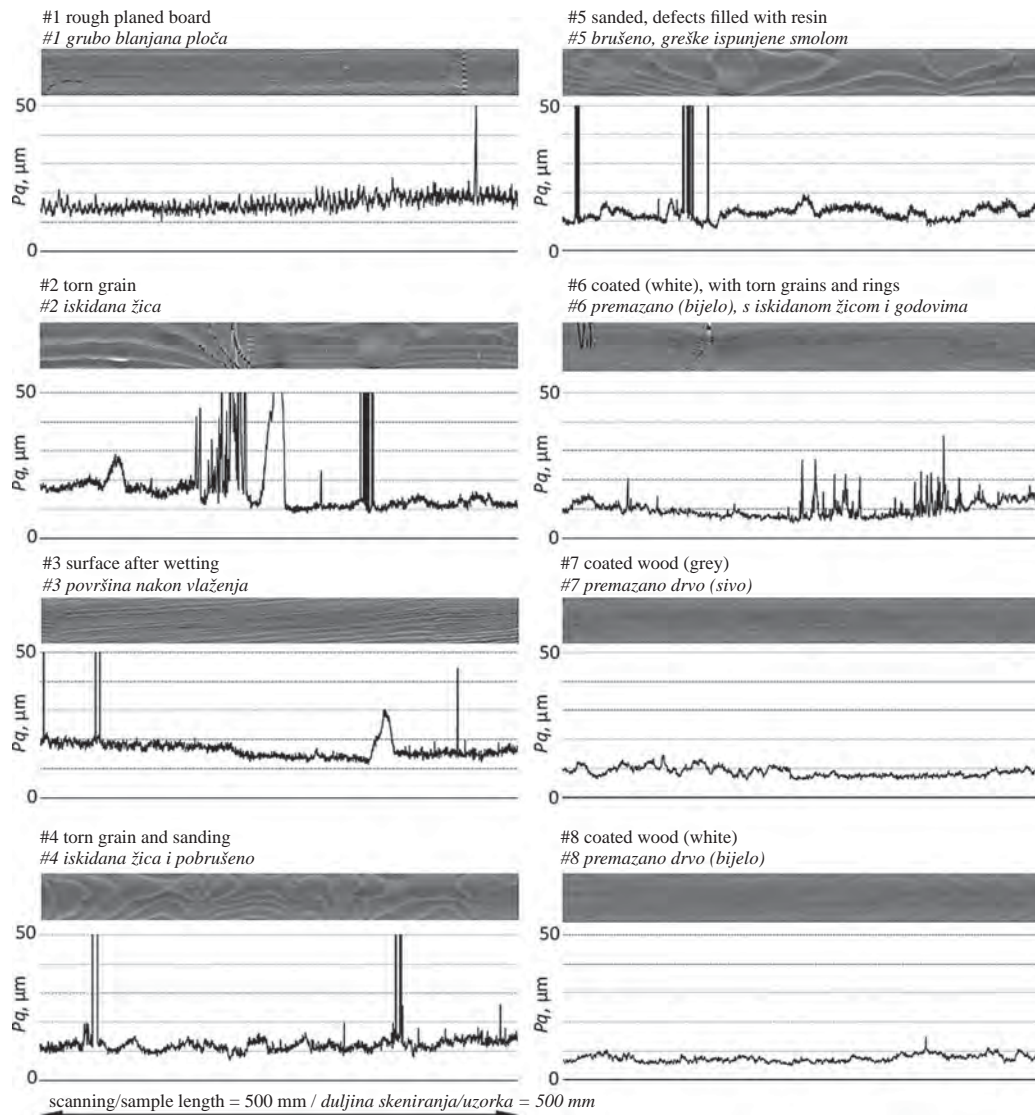 #1 rough planed board
#1 grubo blanjana ploča
50
Pq, µm
0
#2 torn grain
#2 iskidana žica
50
Pq, µm
0
#3 surface after wetting
#3 površina nakon vlaženja
50
Pq, µm
0
#4 torn grain and sanding
#4 iskidana žica i pobrušeno
50
Pq, µm
0
scanning/sample length = 500 mm / duljina skeniranja/uzorka = 500 mm
#5 sanded, defects filled with resin
#5 brušeno, greške ispunjene smolom
50
Pq, µm
0
#6 coated (white), with torn grains and rings
#6 premazano (bijelo), s iskidanom žicom i godovima
50
Pq, µm
0
#7 coated wood (grey)
#7 premazano drvo (sivo)
50
Pq, µm
0
#8 coated wood (white)
#8 premazano drvo (bijelo)
50
Pq, µm
0